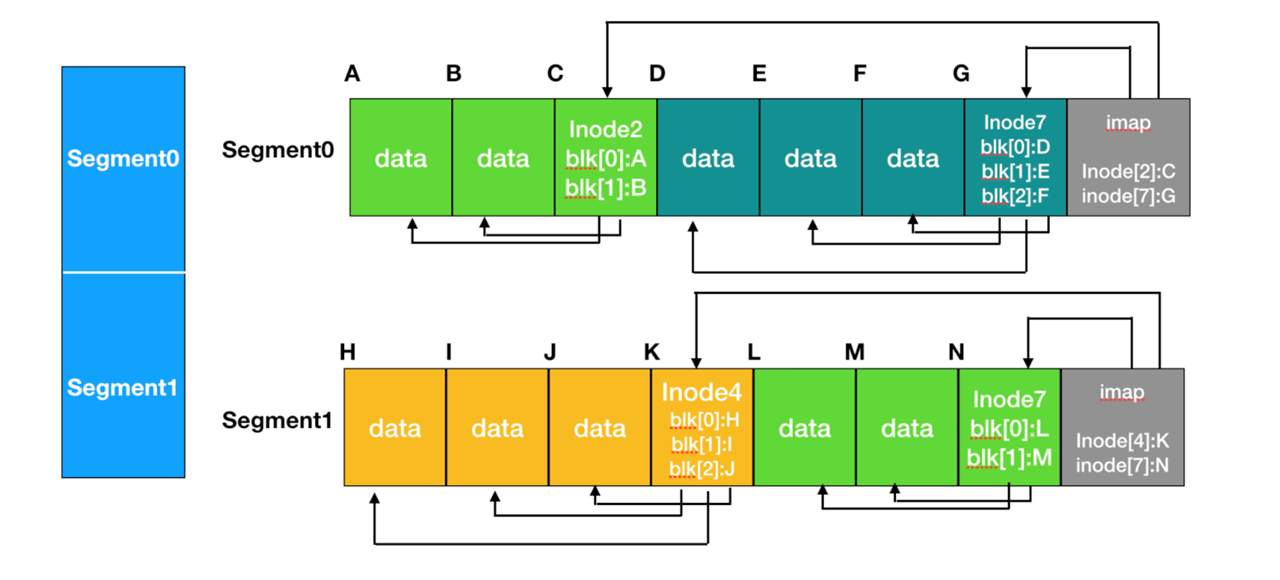 Segment0
Segment1
A B C D E F G
Segment0
data
data
Inode2
blk[0]:A
blk[1]:B
data
data
data
Inode7
blk[0]:D
blk[1]:E
blk[2]:F
imap
Inode[2]:C
inode[7]:G
H I J K L M N
Segment1
data
data
data
Inode4
blk[0]:H
blk[1]:I
blk[2]:J
data
data
Inode7
blk[0]:L
blk[1]:M
imap
Inode[4]:K
inode[7]:N